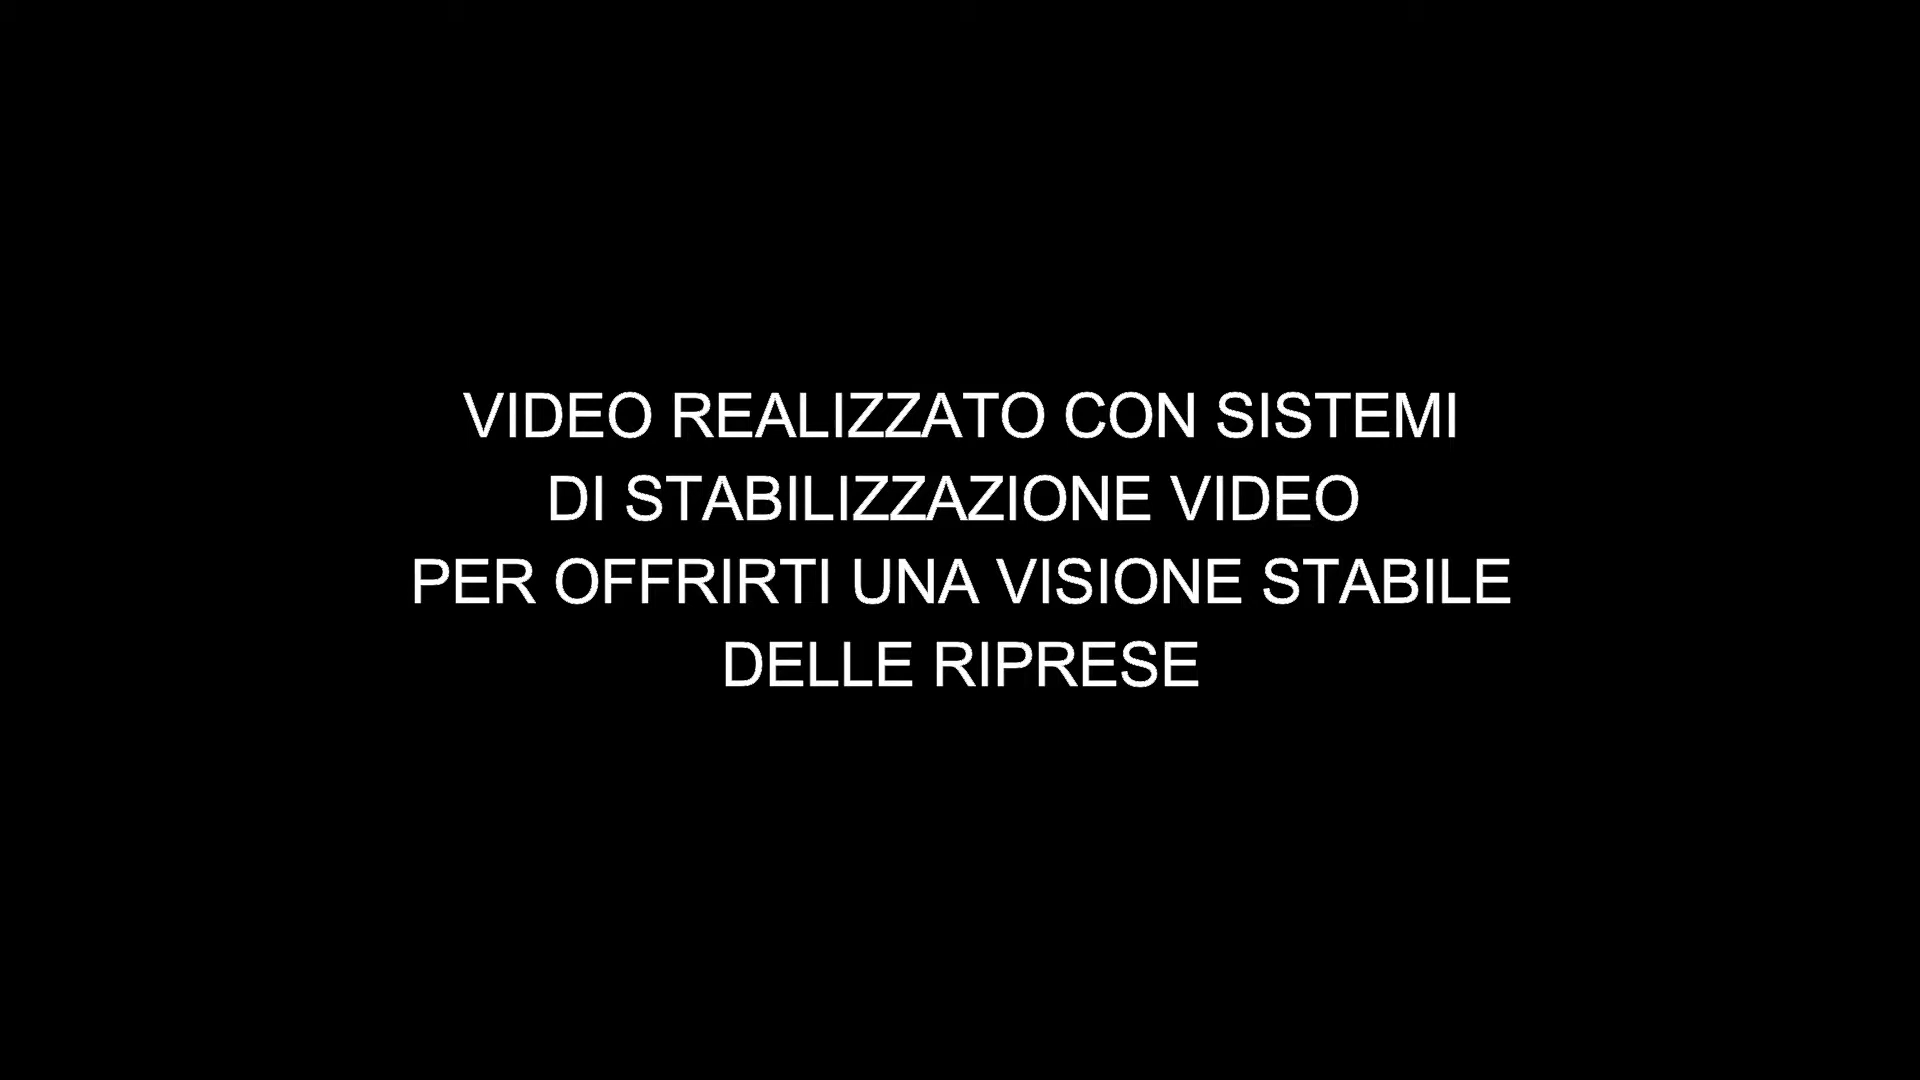 VIDEO REALIZZATO CON SISTEMI
DI STABILIZZAZIONE VIDEO
PER OFFRIRTI UNA VISIONE STABILE
DELLE RIPRESE